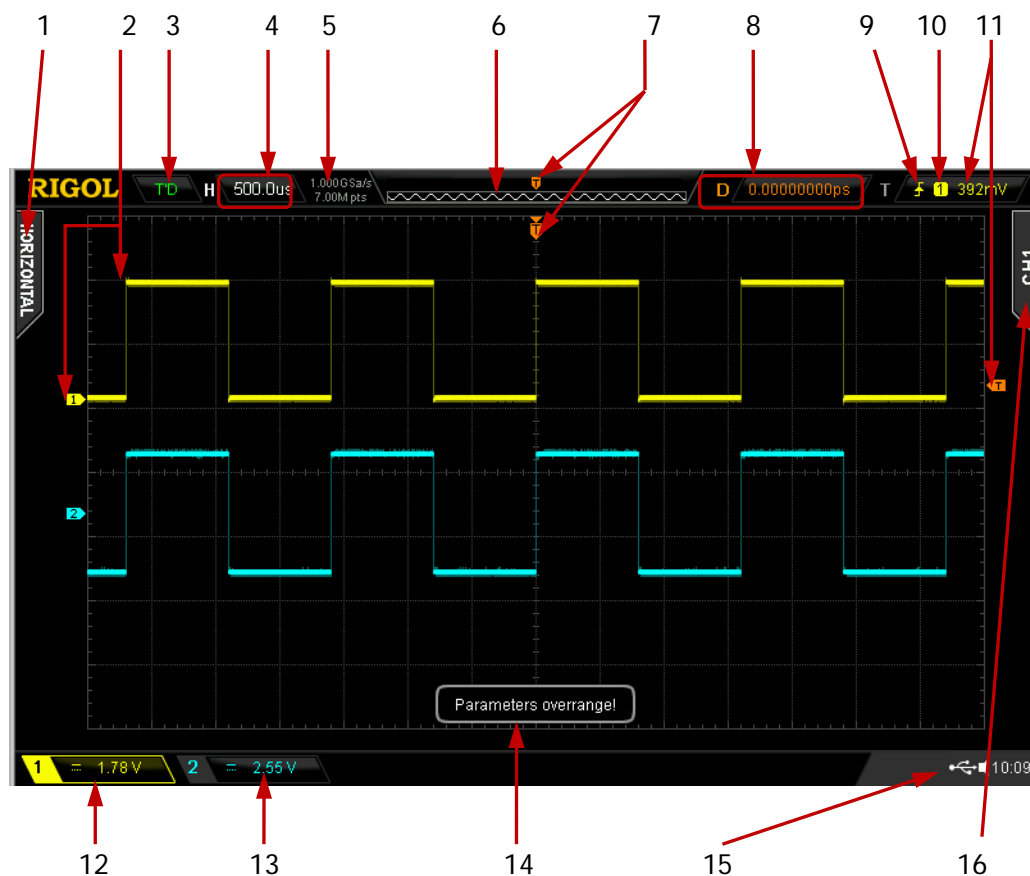 1 2 3 4 5 6 7 8 9 10 11
RIGOL T'D H 500.0us 1.000GSa/s D 0.00000000ps T 1 392mV
7.00M pts
T
T
HORIZONTAL
CH1
T
1
2
Parameters overrange!
1 1.78 V 2 2.55 V 10:09
12 13 14 15 16